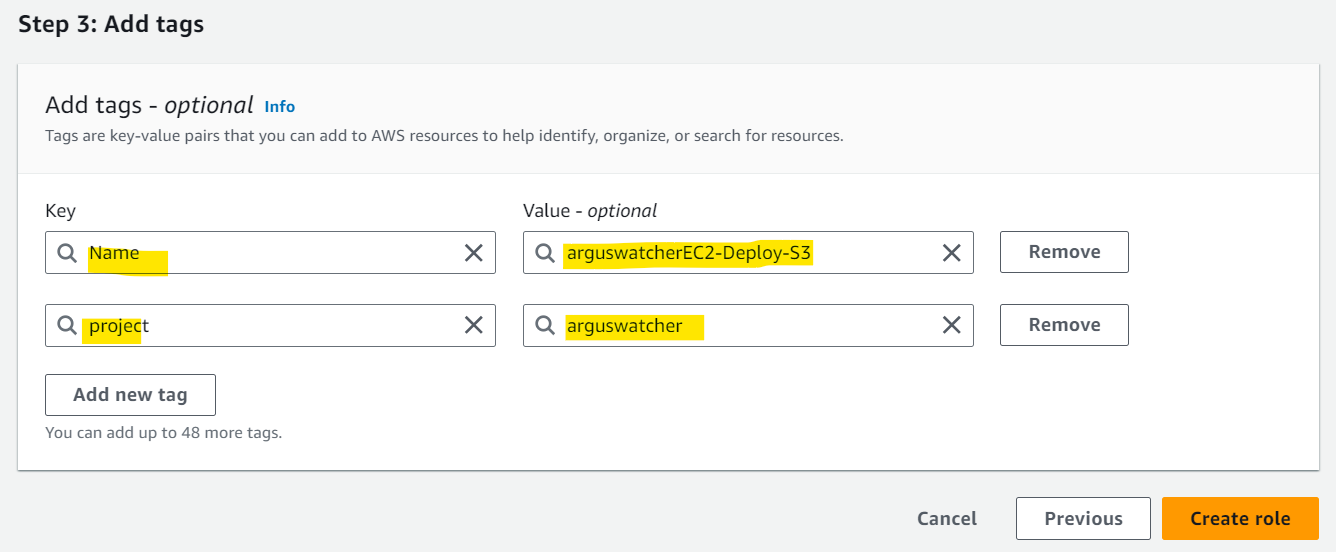 Step 3: Add tags
Add tags - optional Info
Tags are key-value pairs that you can add to AWS resources to help identify, organize, or search for resources.
Key Value - optional
Name arguswatcherEC2-Deploy-S3 Remove
project arguswatcher Remove
Add new tag
You can add up to 48 more tags.
Cancel Previous Create role